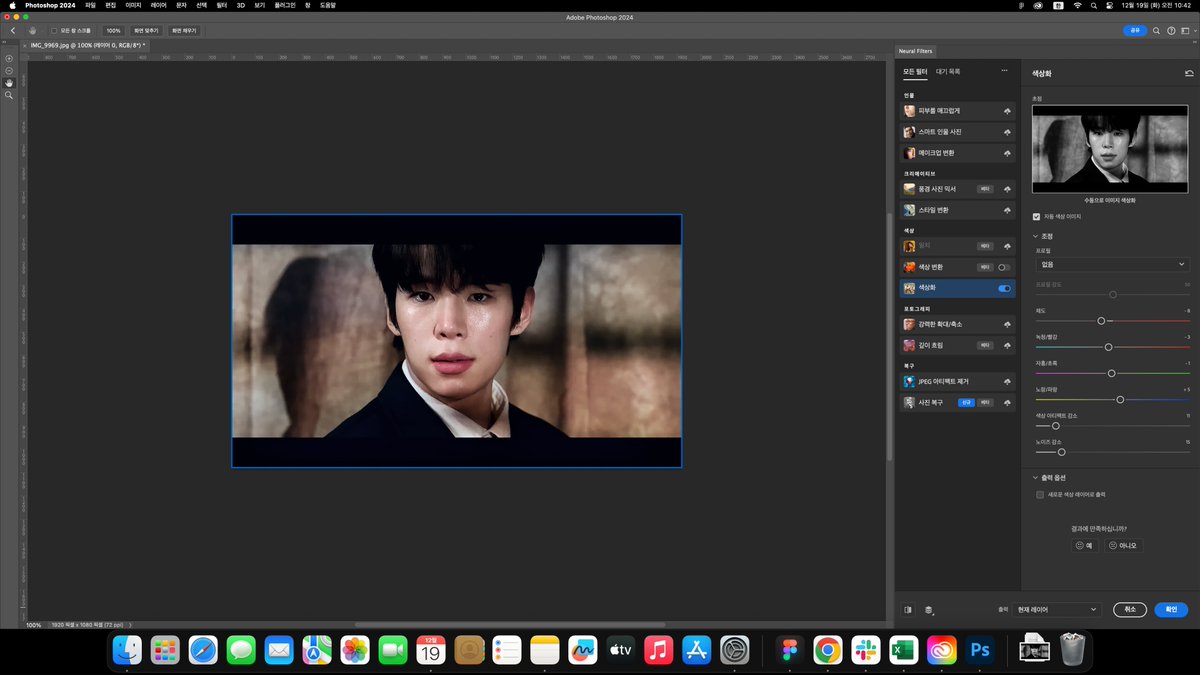 Photoshop 2024 파일 편집 이미지 레이어 문자 선택 필터 3D 보기 플러그인 창 도움말
12월 19일 (화) 오전 10:42
Adobe Photoshop 2024
모든 창 스크롤 100% 화면 맞추기 화면 채우기
공유
IMG_9969.jpg @ 100% (레이어 0, RGB/8*) *
Neural Filters
모든 필터 대기 목록
인물
피부를 매끄럽게
스마트 인물 사진
메이크업 변환
크리에이티브
풍경 사진 믹서 베타
스타일 변환
색상
일치 베타
색상 변환 베타
색상화
포토그래피
강력한 확대/축소
깊이 흐림 베타
복구
JPEG 아티팩트 제거
사진 복구 신규 베타
색상화
초점
수동으로 이미지 색상화
자동 색상 이미지
조정
프로필
없음
프로필 강도 50
채도 -8
녹청/빨강 -3
자홍/초록 -1
노랑/파랑 +5
색상 아티팩트 감소 11
노이즈 감소 15
출력 옵션
새로운 색상 레이어로 출력
결과에 만족하십니까?
예 아니오
출력 현재 레이어 취소 확인
100% 1920 픽셀 x 1080 픽셀 (72 ppi)
12월
19
tv
Ps